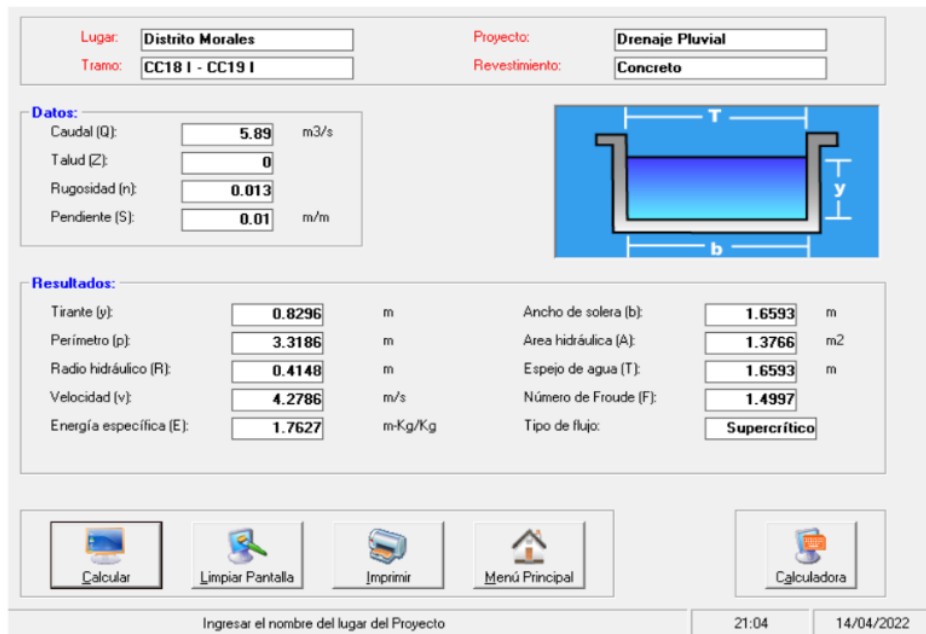 Lugar: Distrito Morales Proyecto: Drenaje Pluvial
Tramo: CC18 I - CC19 I Revestimiento: Concreto
Datos:
Caudal (Q): 5.89 m3/s
Talud (Z): 0
Rugosidad (n): 0.013
Pendiente (S): 0.01 m/m
T
y
b
Resultados:
Tirante (y): 0.8296 m Ancho de solera (b): 1.6593 m
Perímetro (p): 3.3186 m Area hidráulica (A): 1.3766 m2
Radio hidráulico (R): 0.4148 m Espejo de agua (T): 1.6593 m
Velocidad (v): 4.2786 m/s Número de Froude (F): 1.4997
Energía específica (E): 1.7627 m-Kg/Kg Tipo de flujo: Supercrítico
Calcular Limpiar Pantalla Imprimir Menú Principal Calculadora
Ingresar el nombre del lugar del Proyecto 21:04 14/04/2022